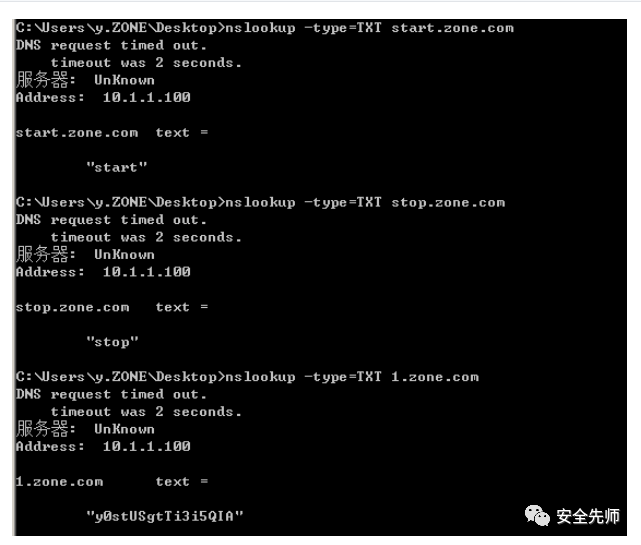 C:\Users\y.ZONE\Desktop>nslookup -type=TXT start.zone.com
DNS request timed out.
timeout was 2 seconds.
服务器: UnKnown
Address: 10.1.1.100
start.zone.com text =
"start"
C:\Users\y.ZONE\Desktop>nslookup -type=TXT stop.zone.com
DNS request timed out.
timeout was 2 seconds.
服务器: UnKnown
Address: 10.1.1.100
stop.zone.com text =
"stop"
C:\Users\y.ZONE\Desktop>nslookup -type=TXT 1.zone.com
DNS request timed out.
timeout was 2 seconds.
服务器: UnKnown
Address: 10.1.1.100
1.zone.com text =
"y0stUSgtTi3i5QIA"
安全先师